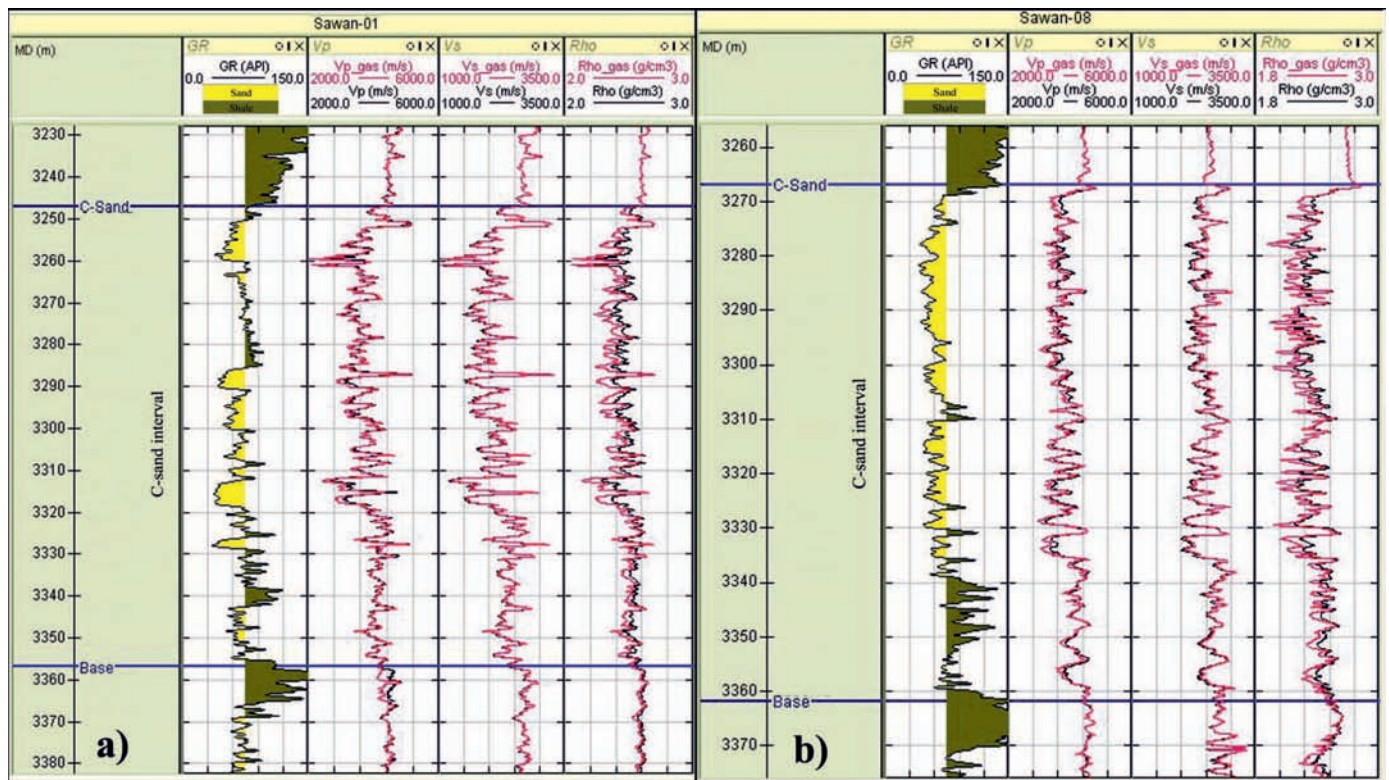 Sawan-01
MD (m)
GR
Vp
Vs
Rho
GR (API)
0.0 150.0
Sand
Shale
Vp_gas (m/s)
2000.0 6000.0
Vp (m/s)
2000.0 6000.0
Vs_gas (m/s)
1000.0 3500.0
Vs (m/s)
1000.0 3500.0
Rho_gas (g/cm3)
2.0 3.0
Rho (g/cm3)
2.0 3.0
3230
3240
C-Sand
3250
3260
3270
3280
3290
3300
3310
3320
3330
3340
3350
Base
3360
3370
3380
C-sand interval
a)
Sawan-08
MD (m)
GR
Vp
Vs
Rho
GR (API)
0.0 150.0
Sand
Shale
Vp_gas (m/s)
2000.0 6000.0
Vp (m/s)
2000.0 6000.0
Vs_gas (m/s)
1000.0 3500.0
Vs (m/s)
1000.0 3500.0
Rho_gas (g/cm3)
1.8 3.0
Rho (g/cm3)
1.8 3.0
3260
C-Sand
3270
3280
3290
3300
3310
3320
3330
3340
3350
3360
Base
3370
C-sand interval
b)